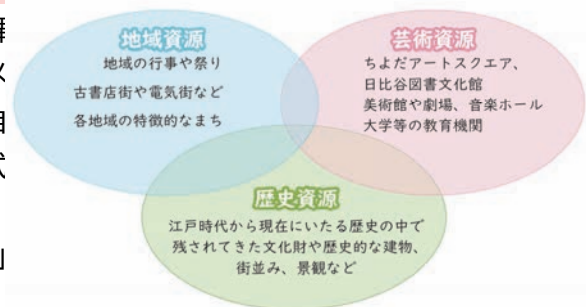 地域資源
地域の行事や祭り
古書店街や電気街など
各地域の特徴的なまち
芸術資源
ちよだアートスクエア、
日比谷図書文化館
美術館や劇場、音楽ホール
大学等の教育機関
歴史資源
江戸時代から現在にいたる歴史の中で
残されてきた文化財や歴史的な建物、
街並み、景観など